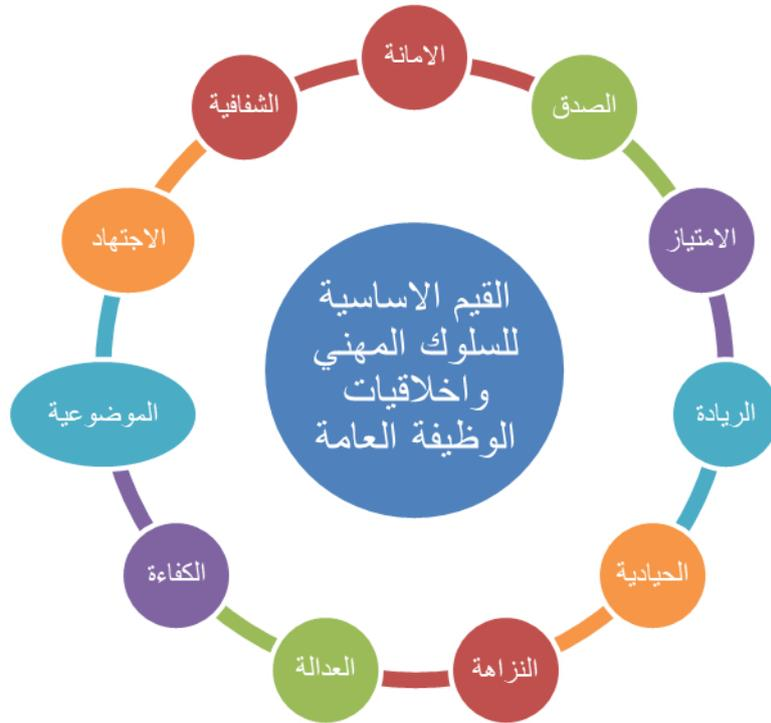 القيم الاساسية
للسلوك المهني
واخلاقيات
الوظيفة العامة
الامانة
الصدق
الامتياز
الريادة
الحيادية
النزاهة
العدالة
الكفاءة
الموضوعية
الاجتهاد
الشفافية